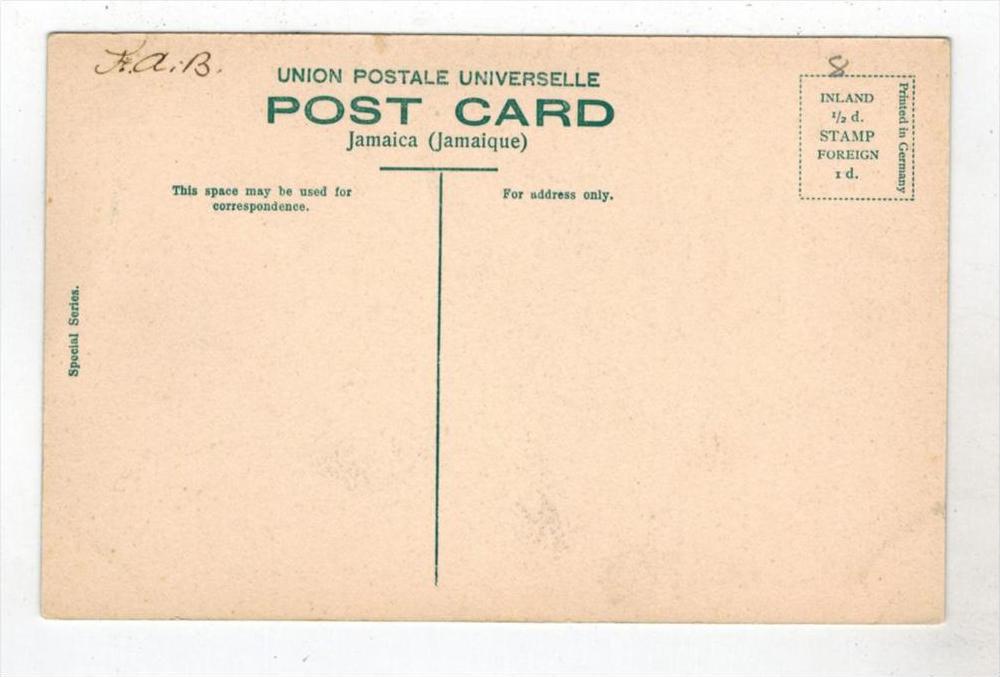 F.A.B.
UNION POSTALE UNIVERSELLE
POST CARD
Jamaica (Jamaique)
This space may be used for
correspondence.
For address only.
8
INLAND
1/2 d.
STAMP
FOREIGN
1 d.
Printed in Germany
Special Series.